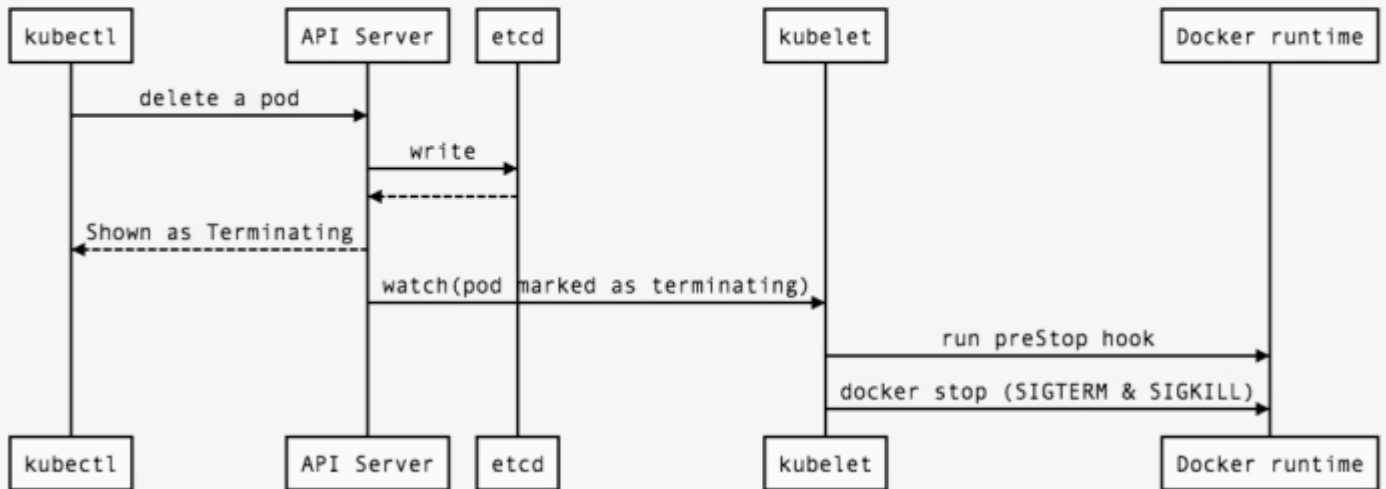 kubectl API Server etcd kubelet Docker runtime
delete a pod
write
Shown as Terminating
watch(pod marked as terminating)
run preStop hook
docker stop (SIGTERM & SIGKILL)
kubectl API Server etcd kubelet Docker runtime